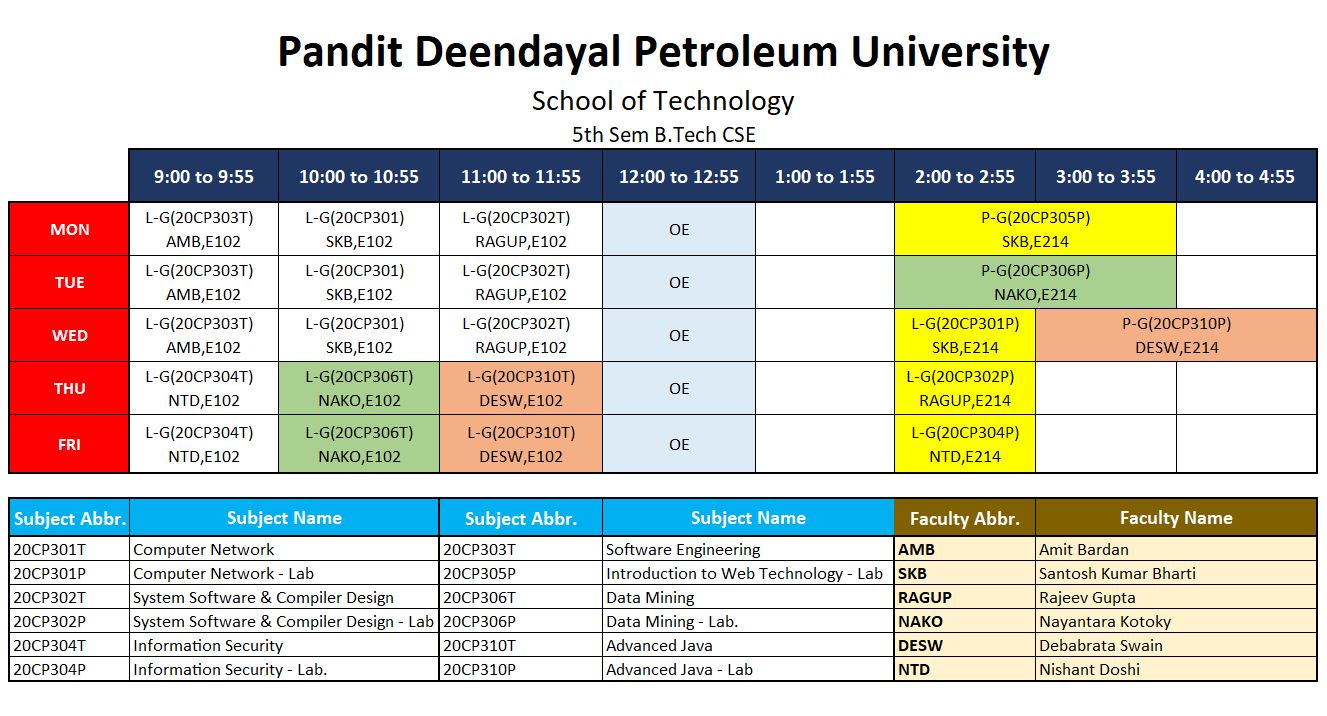 Pandit Deendayal Petroleum University
School of Technology
5th Sem B.Tech CSE
9:00 to 9:55 10:00 to 10:55 11:00 to 11:55 12:00 to 12:55 1:00 to 1:55 2:00 to 2:55 3:00 to 3:55 4:00 to 4:55
MON
L-G(20CP303T) L-G(20CP301) L-G(20CP302T) OE P-G(20CP305P)
AMB,E102 SKB,E102 RAGUP,E102 SKB,E214
TUE
L-G(20CP303T) L-G(20CP301) L-G(20CP302T) OE P-G(20CP306P)
AMB,E102 SKB,E102 RAGUP,E102 NAKO,E214
WED
L-G(20CP303T) L-G(20CP301) L-G(20CP302T) OE L-G(20CP301P) P-G(20CP310P)
AMB,E102 SKB,E102 RAGUP,E102 SKB,E214 DESW,E214
THU
L-G(20CP304T) L-G(20CP306T) L-G(20CP310T) OE L-G(20CP302P)
NTD,E102 NAKO,E102 DESW,E102 RAGUP,E214
FRI
L-G(20CP304T) L-G(20CP306T) L-G(20CP310T) OE L-G(20CP304P)
NTD,E102 NAKO,E102 DESW,E102 NTD,E214
Subject Abbr. Subject Name Subject Abbr. Subject Name Faculty Abbr. Faculty Name
20CP301T Computer Network 20CP303T Software Engineering AMB Amit Bardan
20CP301P Computer Network - Lab 20CP305P Introduction to Web Technology - Lab SKB Santosh Kumar Bharti
20CP302T System Software & Compiler Design 20CP306T Data Mining RAGUP Rajeev Gupta
20CP302P System Software & Compiler Design - Lab 20CP306P Data Mining - Lab. NAKO Nayantara Kotoky
20CP304T Information Security 20CP310T Advanced Java DESW Debabrata Swain
20CP304P Information Security - Lab. 20CP310P Advanced Java - Lab NTD Nishant Doshi